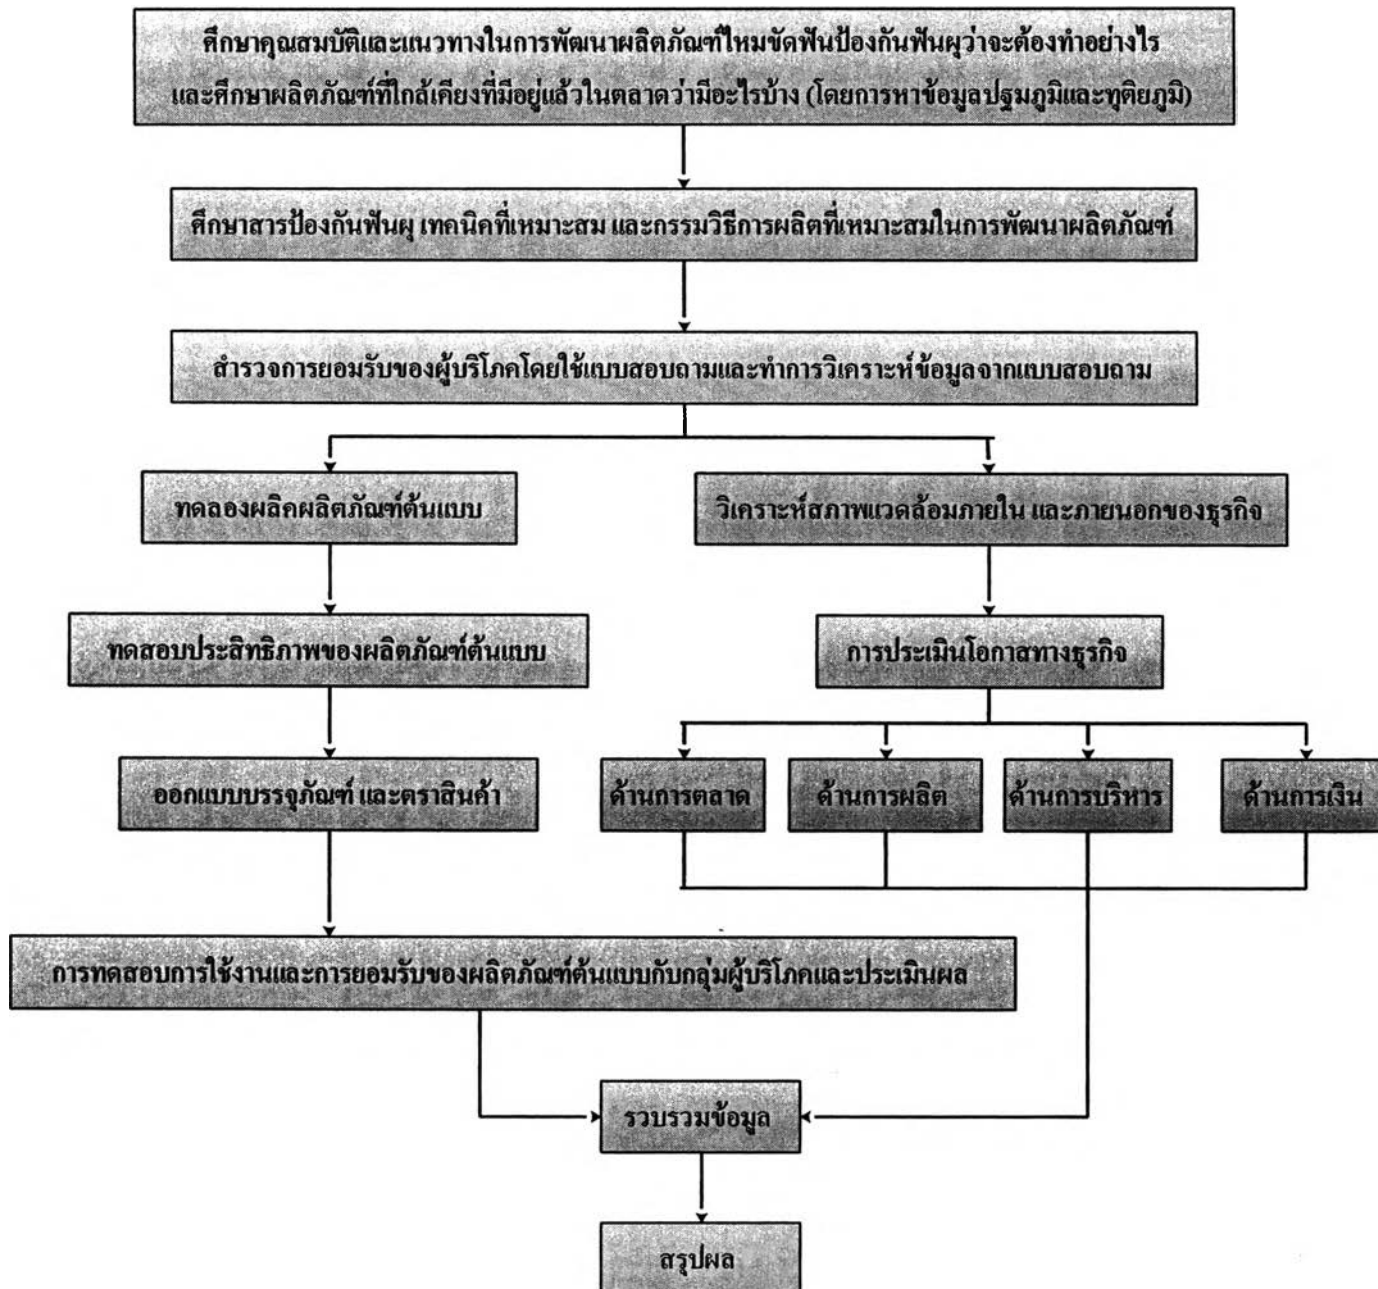 ศึกษาคุณสมบัติและแนวทางในการพัฒนาผลิตภัณฑ์ไหมขัดฟันป้องกันฟันผุว่าจะต้องทำอย่างไร
และศึกษาผลิตภัณฑ์ที่ใกล้เคียงที่มีอยู่แล้วในตลาดว่ามีอะไรบ้าง (โดยการหาข้อมูลปฐมภูมิและทุติยภูมิ)
ศึกษาสารป้องกันฟันผุ เทคนิคที่เหมาะสม และกรรมวิธีการผลิตที่เหมาะสมในการพัฒนาผลิตภัณฑ์
สำรวจการยอมรับของผู้บริโภคโดยใช้แบบสอบถามและทำการวิเคราะห์ข้อมูลจากแบบสอบถาม
ทดลองผลิคผลิตภัณฑ์ต้นแบบ
วิเคราะห์สภาพแวดล้อมภายใน และภายนอกของธุรกิจ
ทดสอบประสิทธิภาพของผลิตภัณฑ์ต้นแบบ
การประเมินโอกาสทางธุรกิจ
ออกแบบบรรจุภัณฑ์ และตราสินค้า
ด้านการตลาด
ด้านการผลิต
ด้านการบริหาร
ด้านการเงิน
การทดสอบการใช้งานและการยอมรับของผลิตภัณฑ์ต้นแบบกับกลุ่มผู้บริโภคและประเมินผล
รวบรวมข้อมูล
สรุปผล